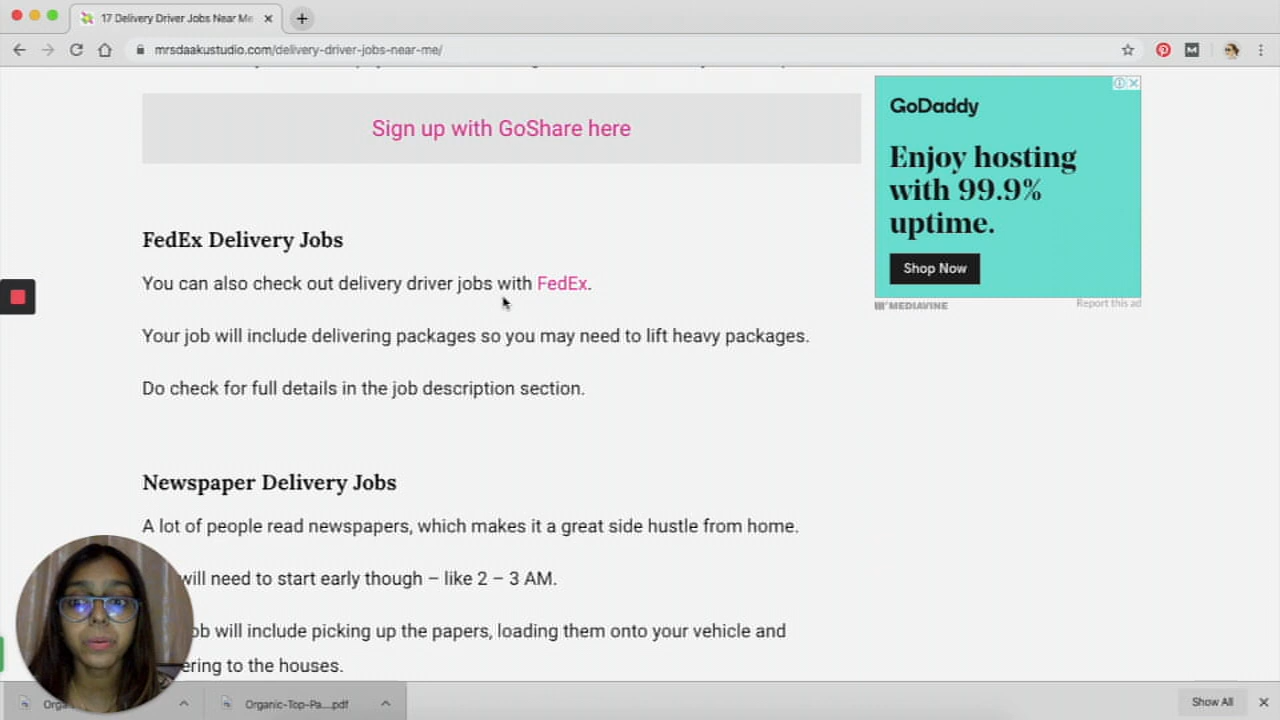 17 Delivery Driver Jobs Near Me
mrsdaakustudio.com/delivery-driver-jobs-near-me/
Sign up with GoShare here
GoDaddy
Enjoy hosting
with 99.9%
uptime.
Shop Now
MEDIAVINE
Report this ad
FedEx Delivery Jobs
You can also check out delivery driver jobs with FedEx.
Your job will include delivering packages so you may need to lift heavy packages.
Do check for full details in the job description section.
Newspaper Delivery Jobs
A lot of people read newspapers, which makes it a great side hustle from home.
will need to start early though – like 2 – 3 AM.
ob will include picking up the papers, loading them onto your vehicle and
ering to the houses.
Organic-Top-Pa....pdf
Show All